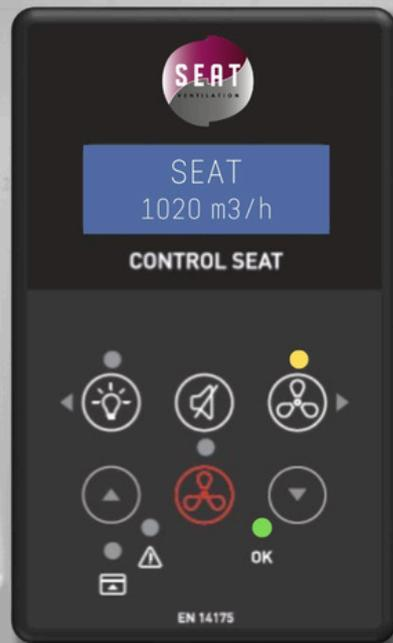 SEAT
VENTILATION
SEAT
1020 m3/h
CONTROL SEAT
OK
EN 14175